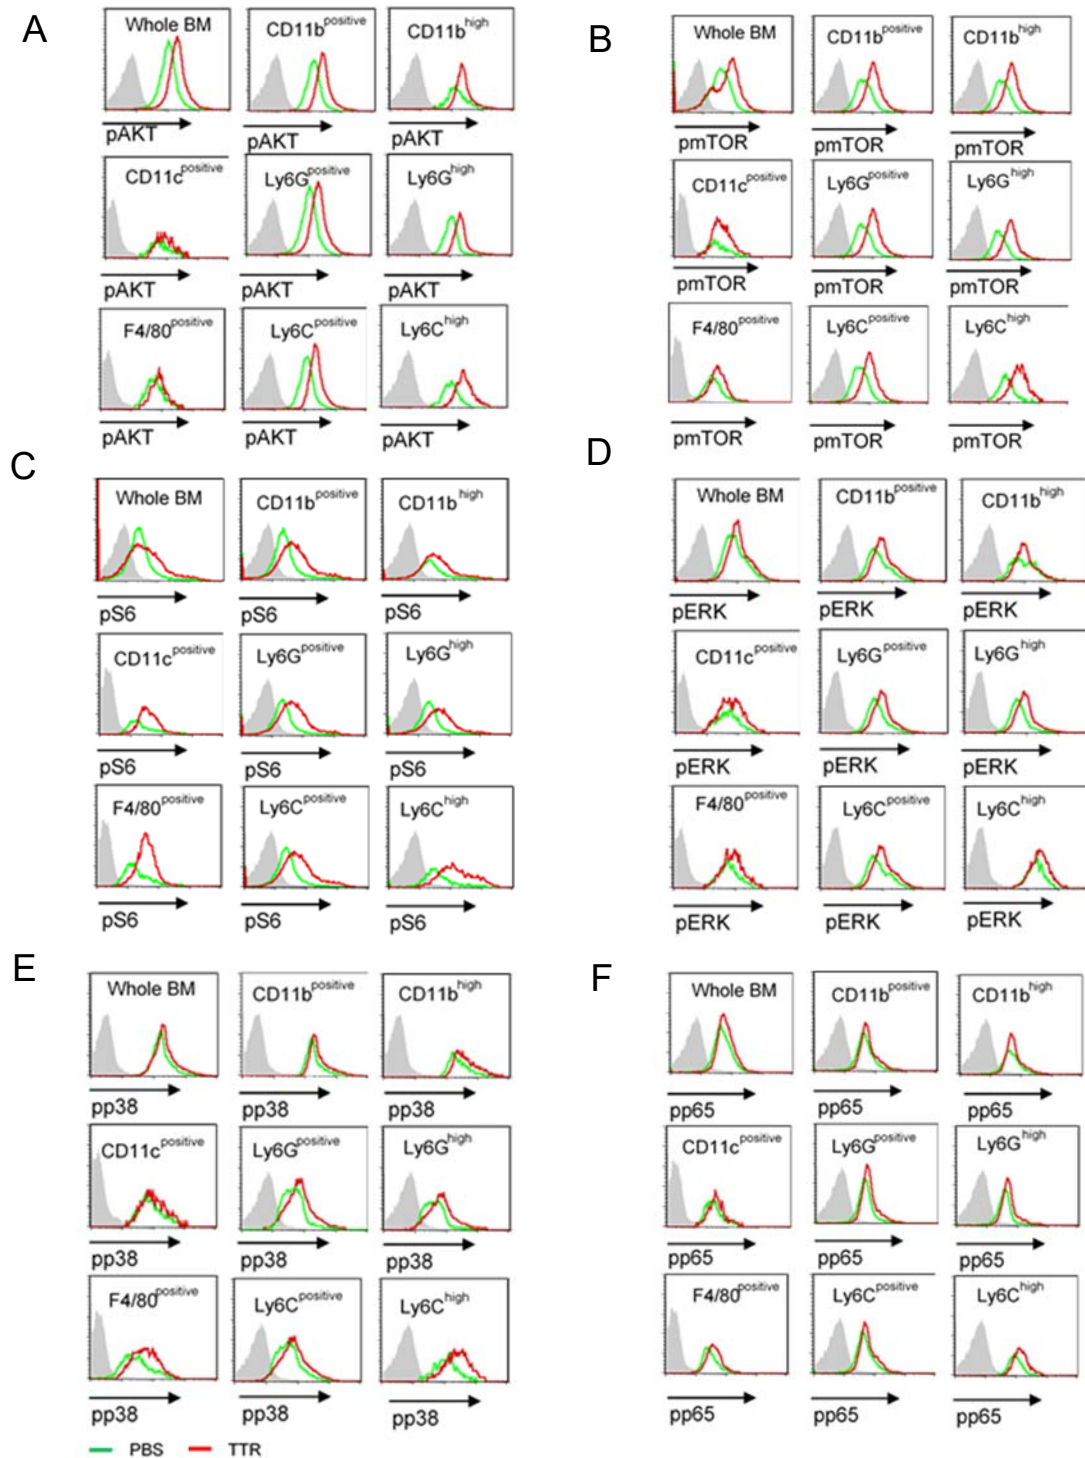 A
Whole BM
CD11b positive
CD11b high
pAKT
pAKT
pAKT
CD11c positive
Ly6G positive
Ly6G high
pAKT
pAKT
pAKT
F4/80 positive
Ly6C positive
Ly6C high
pAKT
pAKT
pAKT
B
Whole BM
CD11b positive
CD11b high
pmTOR
pmTOR
pmTOR
CD11c positive
Ly6G positive
Ly6G high
pmTOR
pmTOR
pmTOR
F4/80 positive
Ly6C positive
Ly6C high
pmTOR
pmTOR
pmTOR
C
Whole BM
CD11b positive
CD11b high
pS6
pS6
pS6
CD11c positive
Ly6G positive
Ly6G high
pS6
pS6
pS6
F4/80 positive
Ly6C positive
Ly6C high
pS6
pS6
pS6
D
Whole BM
CD11b positive
CD11b high
pERK
pERK
pERK
CD11c positive
Ly6G positive
Ly6G high
pERK
pERK
pERK
F4/80 positive
Ly6C positive
Ly6C high
pERK
pERK
pERK
E
Whole BM
CD11b positive
CD11b high
pp38
pp38
pp38
CD11c positive
Ly6G positive
Ly6G high
pp38
pp38
pp38
F4/80 positive
Ly6C positive
Ly6C high
pp38
pp38
pp38
PBS TTR
F
Whole BM
CD11b positive
CD11b high
pp65
pp65
pp65
CD11c positive
Ly6G positive
Ly6G high
pp65
pp65
pp65
F4/80 positive
Ly6C positive
Ly6C high
pp65
pp65
pp65